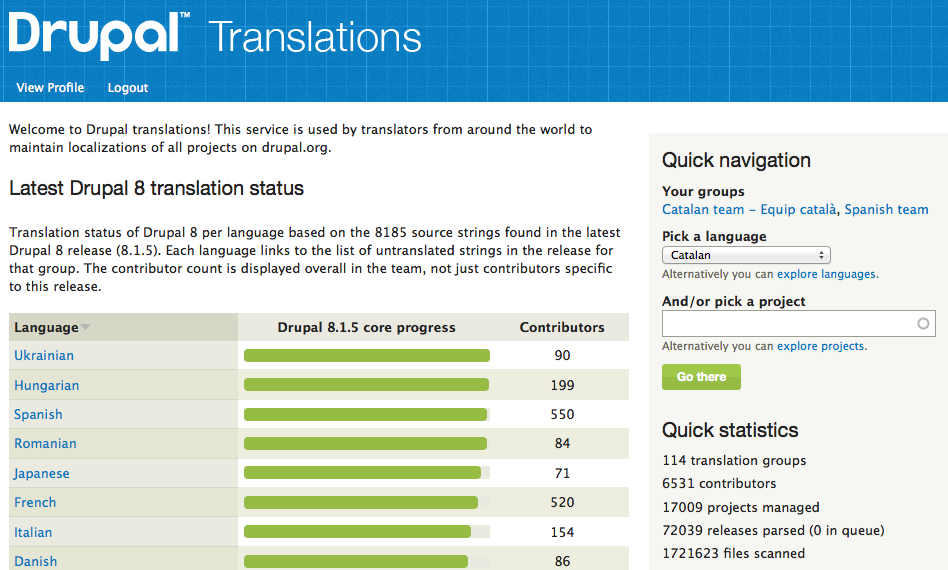 Drupal™ Translations
View Profile Logout
Welcome to Drupal translations! This service is used by translators from around the world to
maintain localizations of all projects on drupal.org.
Latest Drupal 8 translation status
Translation status of Drupal 8 per language based on the 8185 source strings found in the latest
Drupal 8 release (8.1.5). Each language links to the list of untranslated strings in the release for
that group. The contributor count is displayed overall in the team, not just contributors specific
to this release.
Language Drupal 8.1.5 core progress Contributors
Ukrainian 90
Hungarian 199
Spanish 550
Romanian 84
Japanese 71
French 520
Italian 154
Danish 86
Quick navigation
Your groups
Catalan team – Equip català, Spanish team
Pick a language
Catalan
Alternatively you can explore languages.
And/or pick a project
Alternatively you can explore projects.
Go there
Quick statistics
114 translation groups
6531 contributors
17009 projects managed
72039 releases parsed (0 in queue)
1721623 files scanned